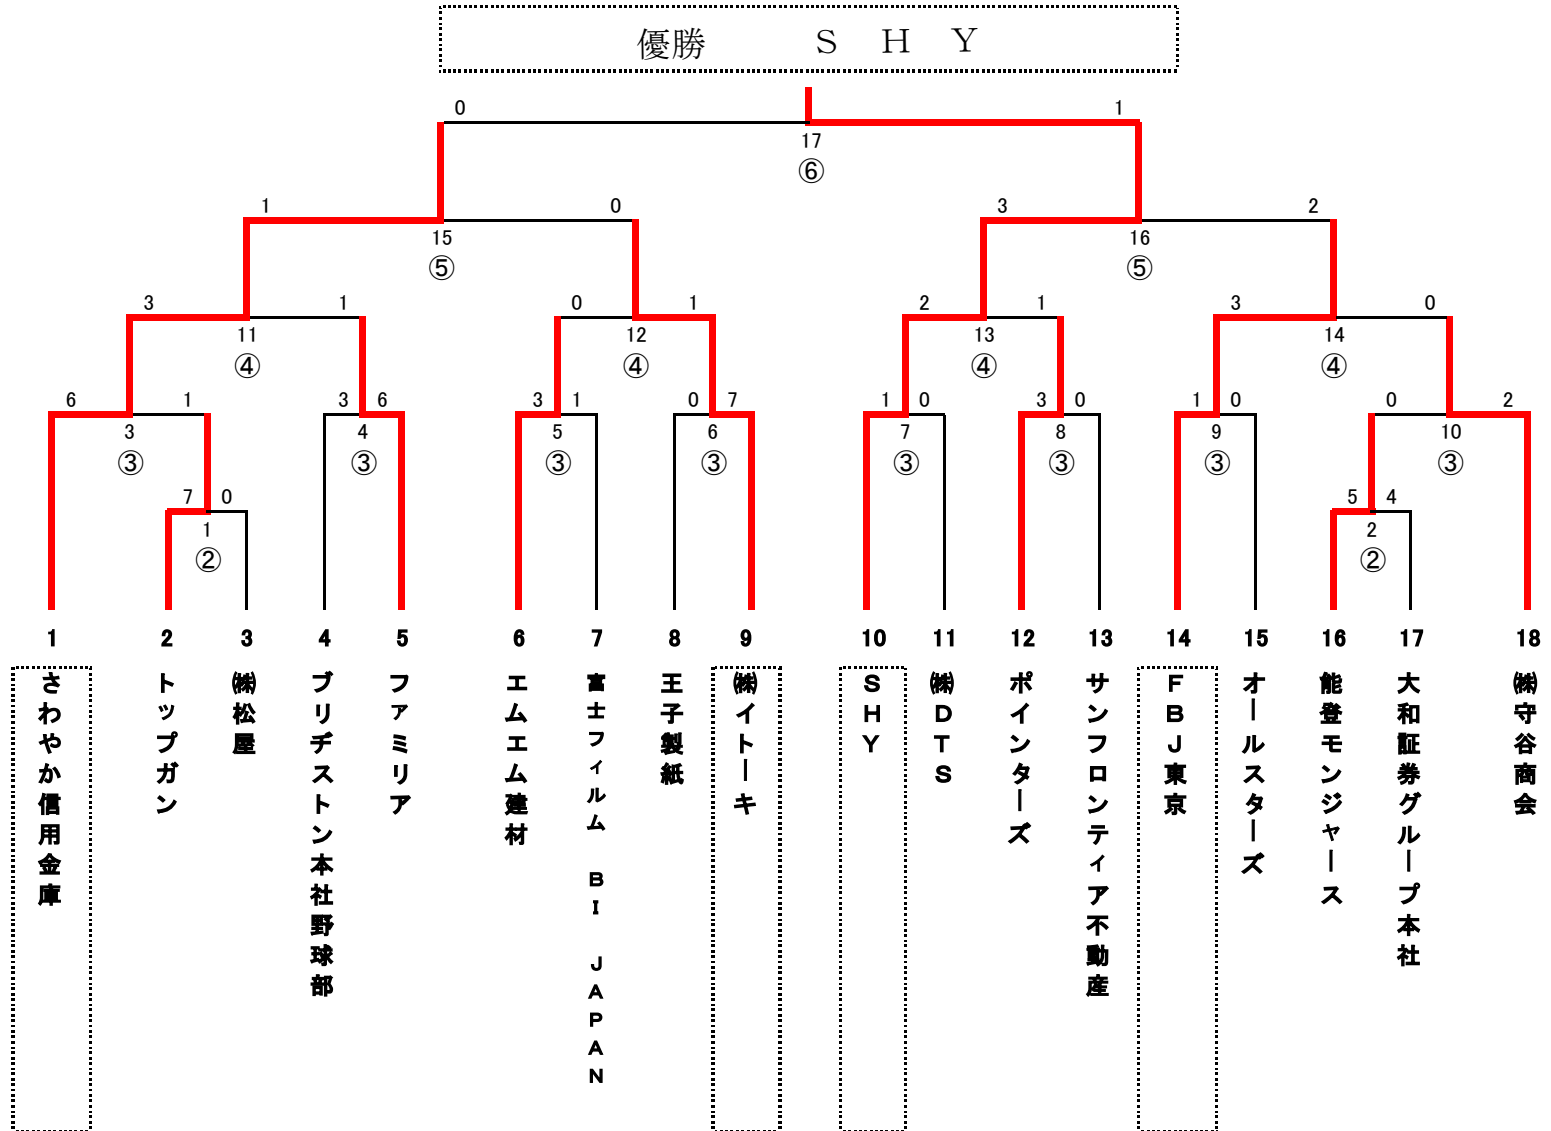 優勝 Ｓ Ｈ Ｙ
0 1
17
⑥
1 0 3 2
15 16
⑤ ⑤
3 1 0 1 2 1 3 0
11 12 13 14
④ ④ ④ ④
6 1 3 6 3 1 0 7 1 0 3 0 1 0 0 2
3 4 5 6 7 8 9 10
③ ③ ③ ③ ③ ③ ③ ③
7 0 5 4
1 2
② ②
1 2 3 4 5 6 7 8 9 10 11 12 13 14 15 16 17 18
さわやか信用金庫
トップガン
㈱松屋
ブリヂストン本社野球部
ファミリア
エムエム建材
富士フィルム ＢＩ ＪＡＰＡＮ
王子製紙
㈱イトーキ
ＳＨＹ
㈱ＤＴＳ
ポインターズ
サンフロンティア不動産
ＦＢＪ東京
オールスターズ
能登モンジャース
大和証券グループ本社
㈱守谷商会